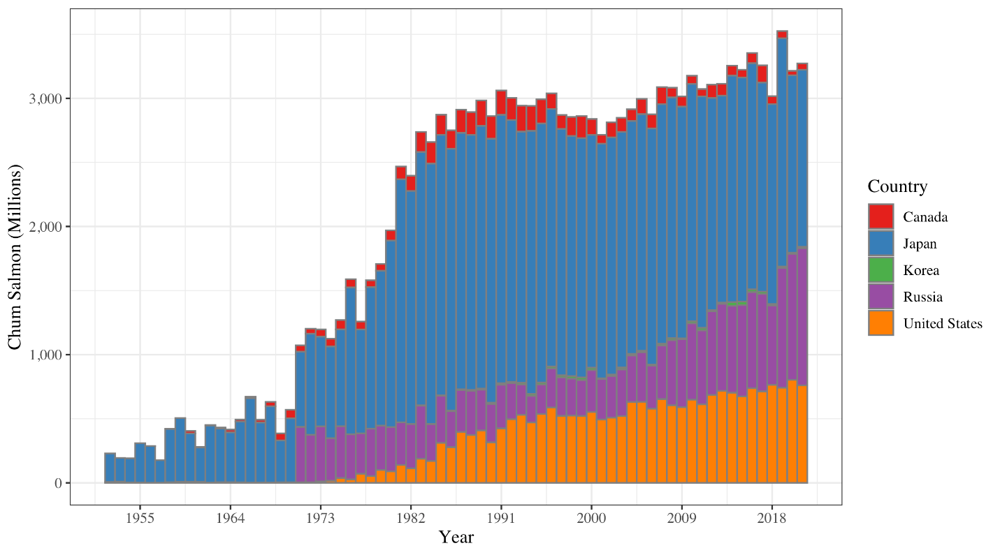 Chum Salmon (Millions)
3,000
2,000
1,000
0
1955 1964 1973 1982 1991 2000 2009 2018
Year
Country
Canada
Japan
Korea
Russia
United States